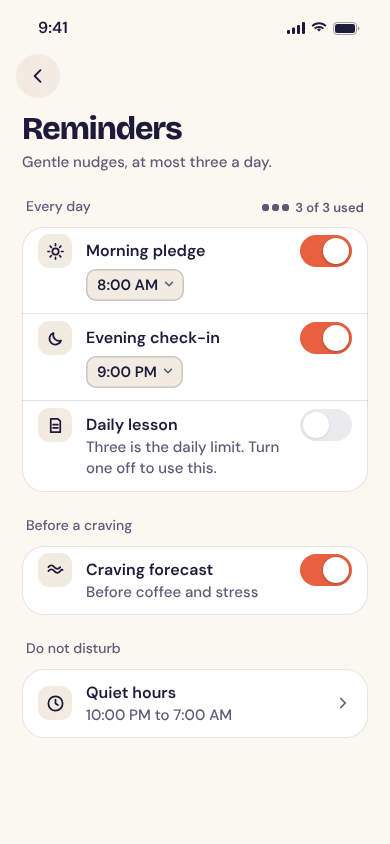 9:41
Reminders
Gentle nudges, at most three a day.
Every day
3 of 3 used
Morning pledge
8:00 AM
Evening check-in
9:00 PM
Daily lesson
Three is the daily limit. Turn
one off to use this.
Before a craving
Craving forecast
Before coffee and stress
Do not disturb
Quiet hours
10:00 PM to 7:00 AM